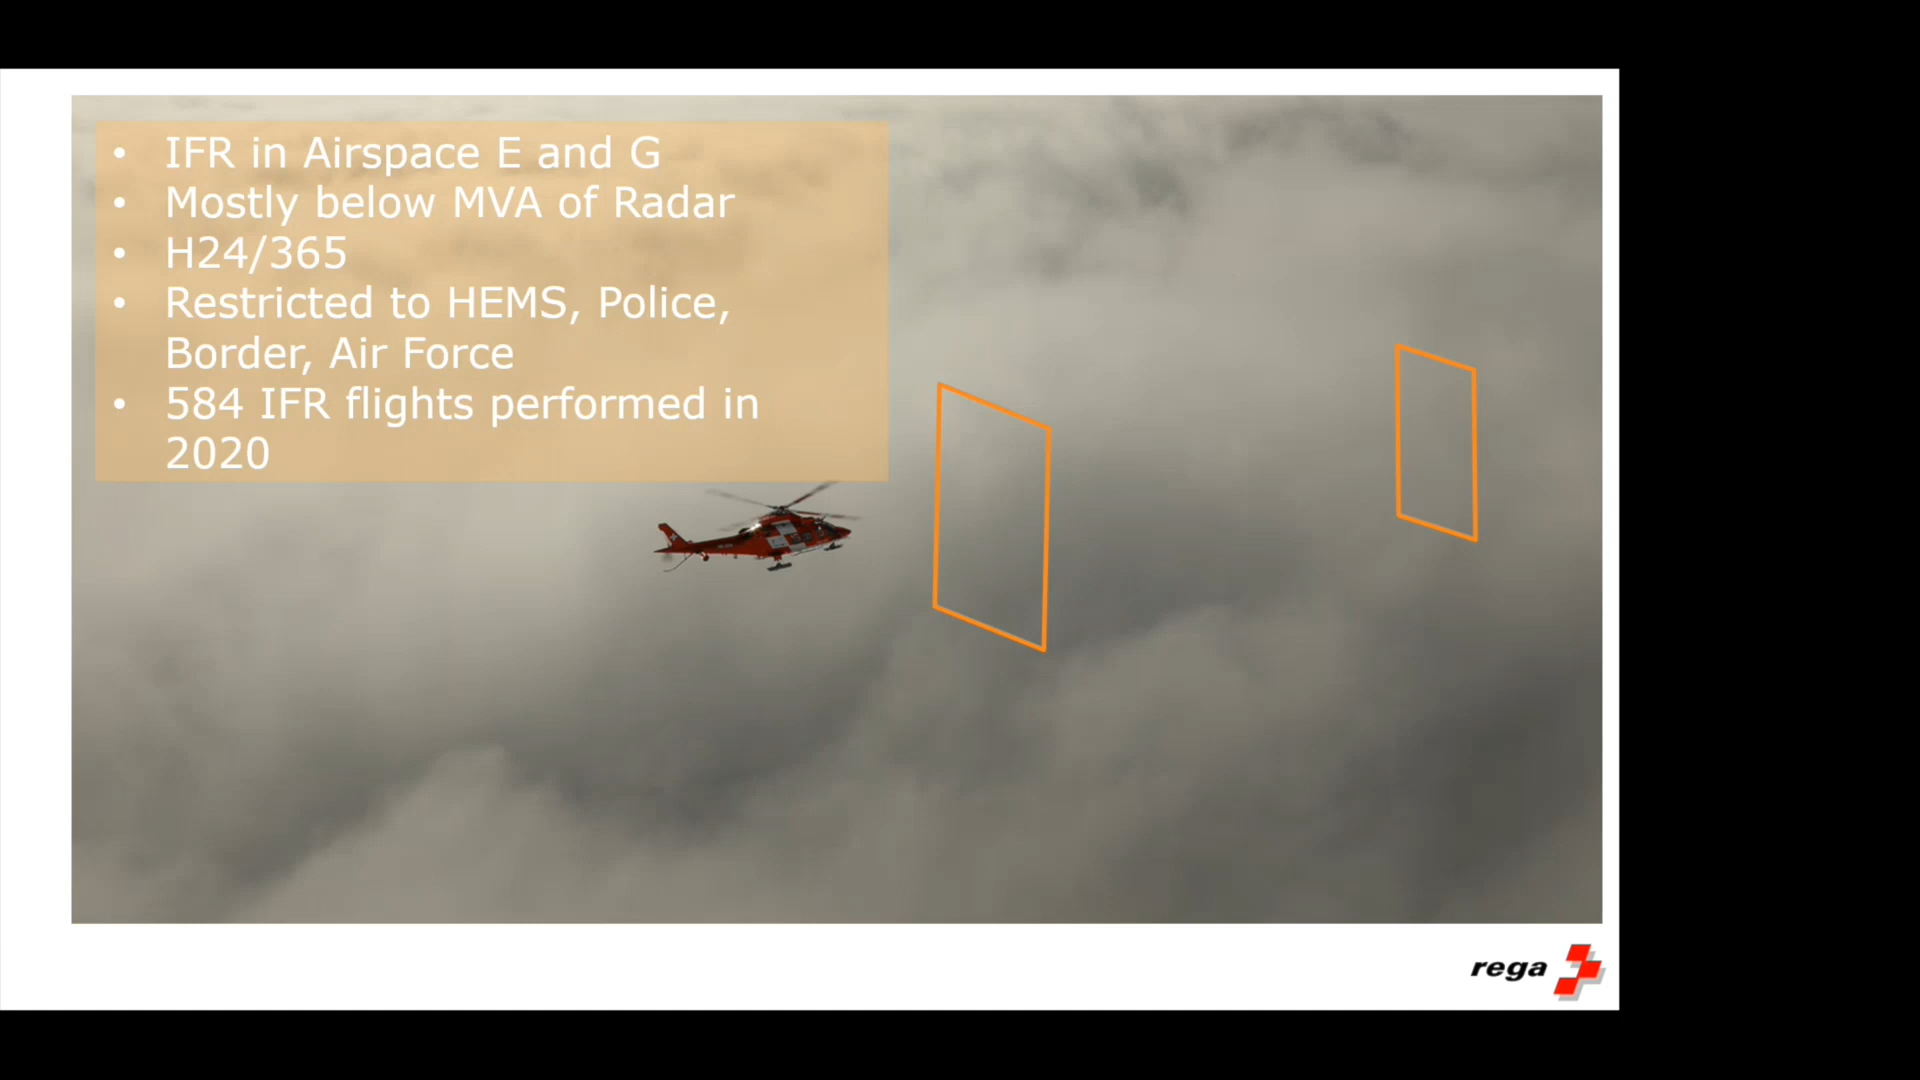 • IFR in Airspace E and G
• Mostly below MVA of Radar
• H24/365
• Restricted to HEMS, Police,
Border, Air Force
• 584 IFR flights performed in
2020
rega